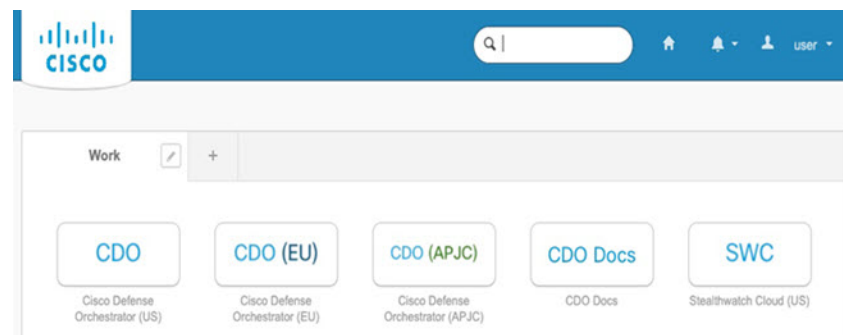 CISCO
user
Work
+
CDO
CDO (EU)
CDO (APJC)
CDO Docs
SWC
Cisco Defense
Orchestrator (US)
Cisco Defense
Orchestrator (EU)
Cisco Defense
Orchestrator (APJC)
CDO Docs
Stealthwatch Cloud (US)